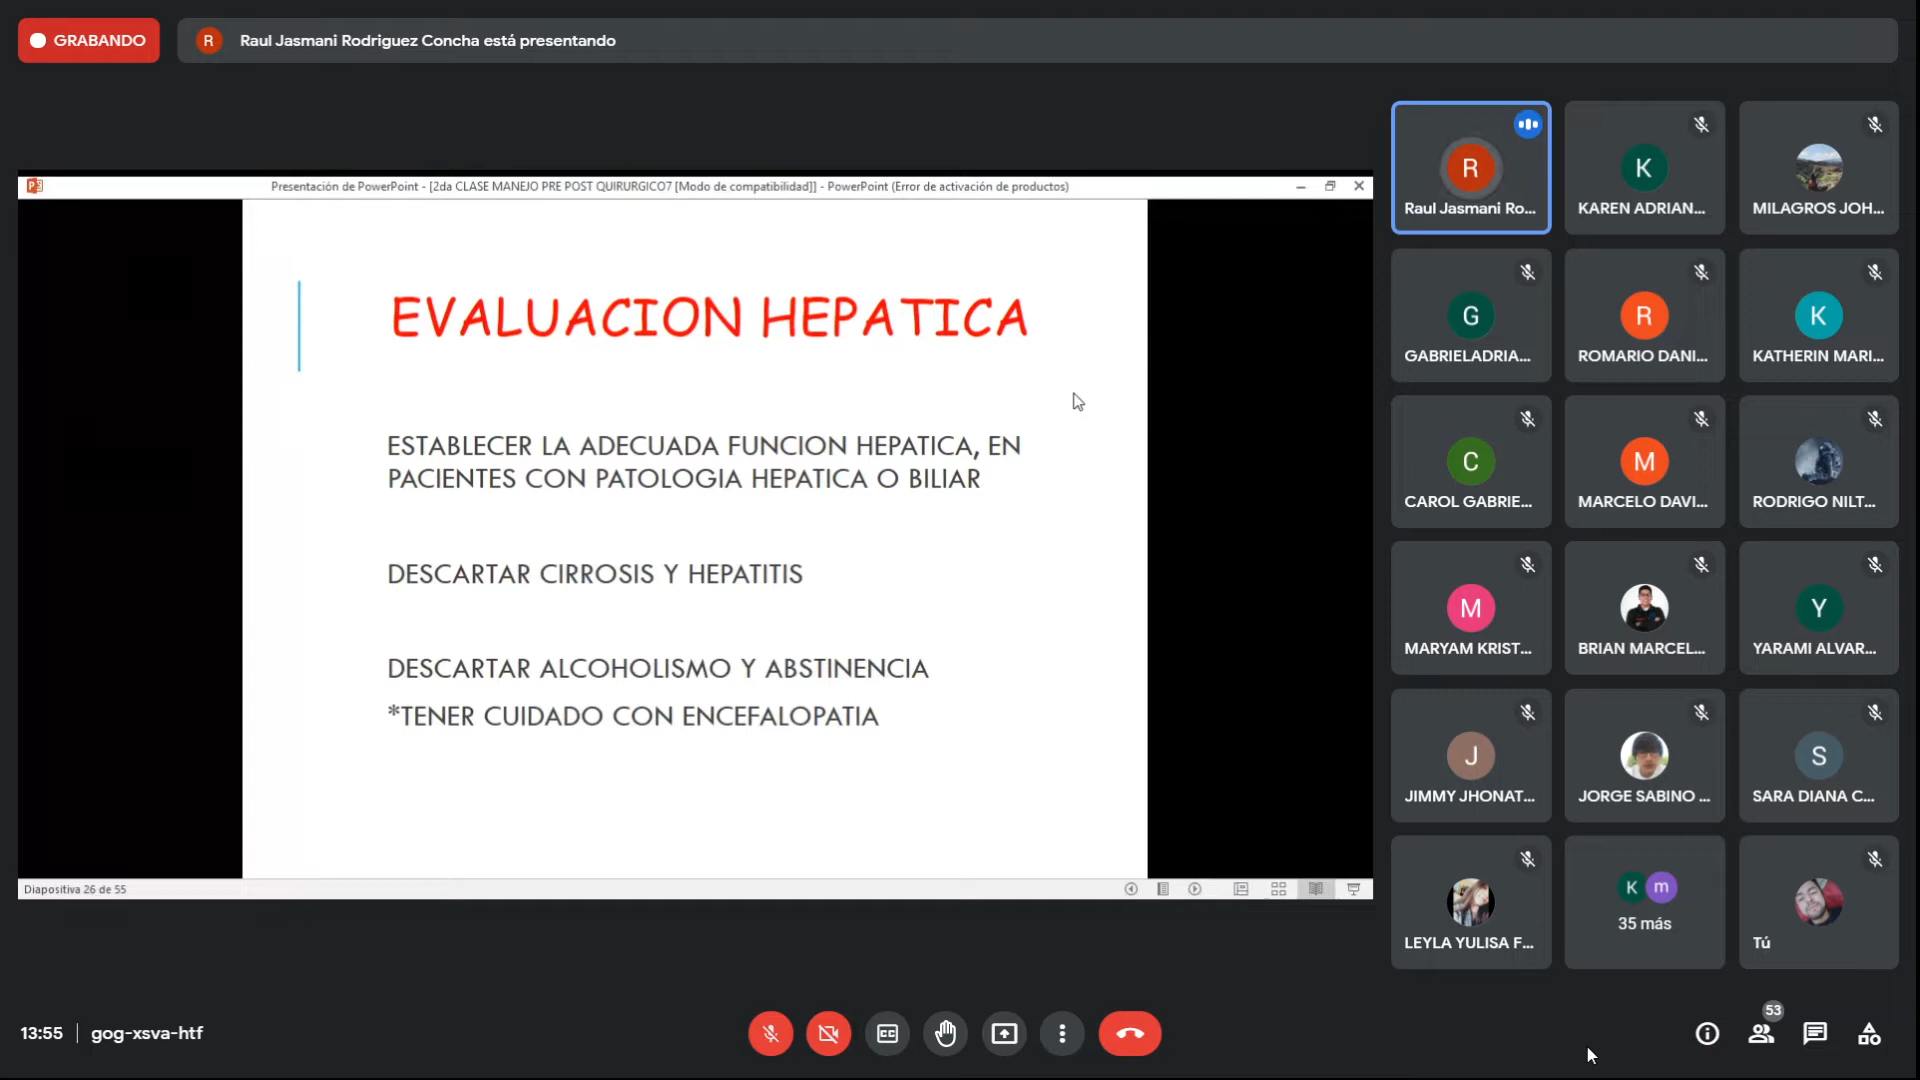 GRABANDO
R
Raul Jasmani Rodriguez Concha está presentando
Presentación de PowerPoint - [2da CLASE MANEJO PRE POST QUIRURGICO7 [Modo de compatibilidad]] - PowerPoint (Error de activación de productos)
EVALUACION HEPATICA
ESTABLECER LA ADECUADA FUNCION HEPATICA, EN
PACIENTES CON PATOLOGIA HEPATICA O BILIAR
DESCARTAR CIRROSIS Y HEPATITIS
DESCARTAR ALCOHOLISMO Y ABSTINENCIA
*TENER CUIDADO CON ENCEFALOPATIA
Diapositiva 26 de 55
R
Raul Jasmani Ro...
K
KAREN ADRIAN...
MILAGROS JOH...
G
GABRIELADRIA...
R
ROMARIO DANI...
K
KATHERIN MARI...
C
CAROL GABRIE...
M
MARCELO DAVI...
RODRIGO NILT...
M
MARYAM KRIST...
BRIAN MARCEL...
Y
YARAMI ALVAR...
J
JIMMY JHONAT...
JORGE SABINO ...
S
SARA DIANA C...
LEYLA YULISA F...
K m
35 más
Tú
13:55 | gog-xsva-htf
CC
53